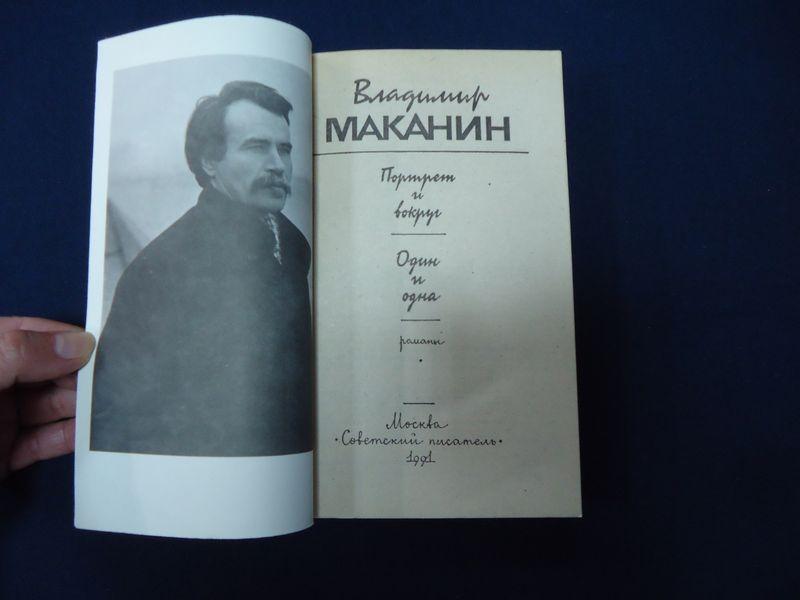 Владимир
МАКАНИН
Портрет
и
вокруг
Один
и
одна
романы
Москва
·Советский писатель·
1991